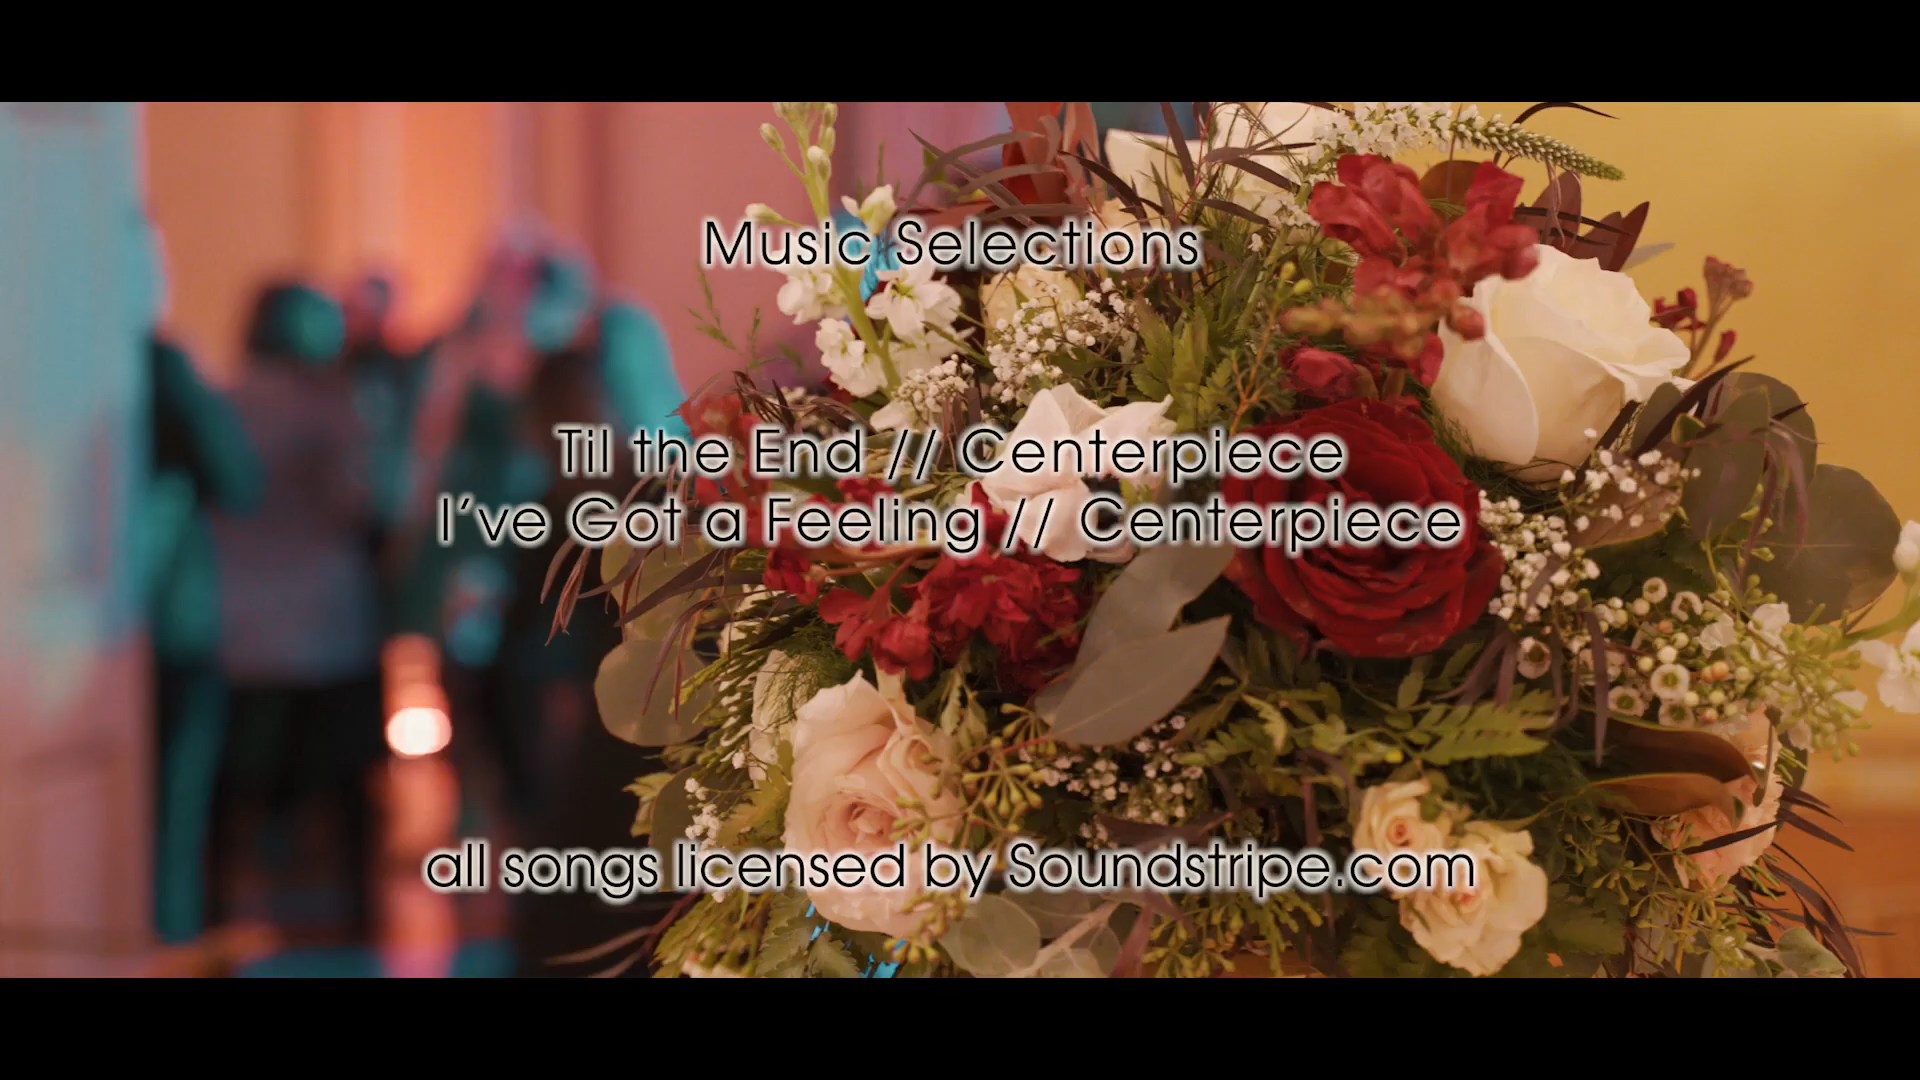 Music Selections
Til the End // Centerpiece
I've Got a Feeling // Centerpiece
all songs licensed by Soundstripe.com